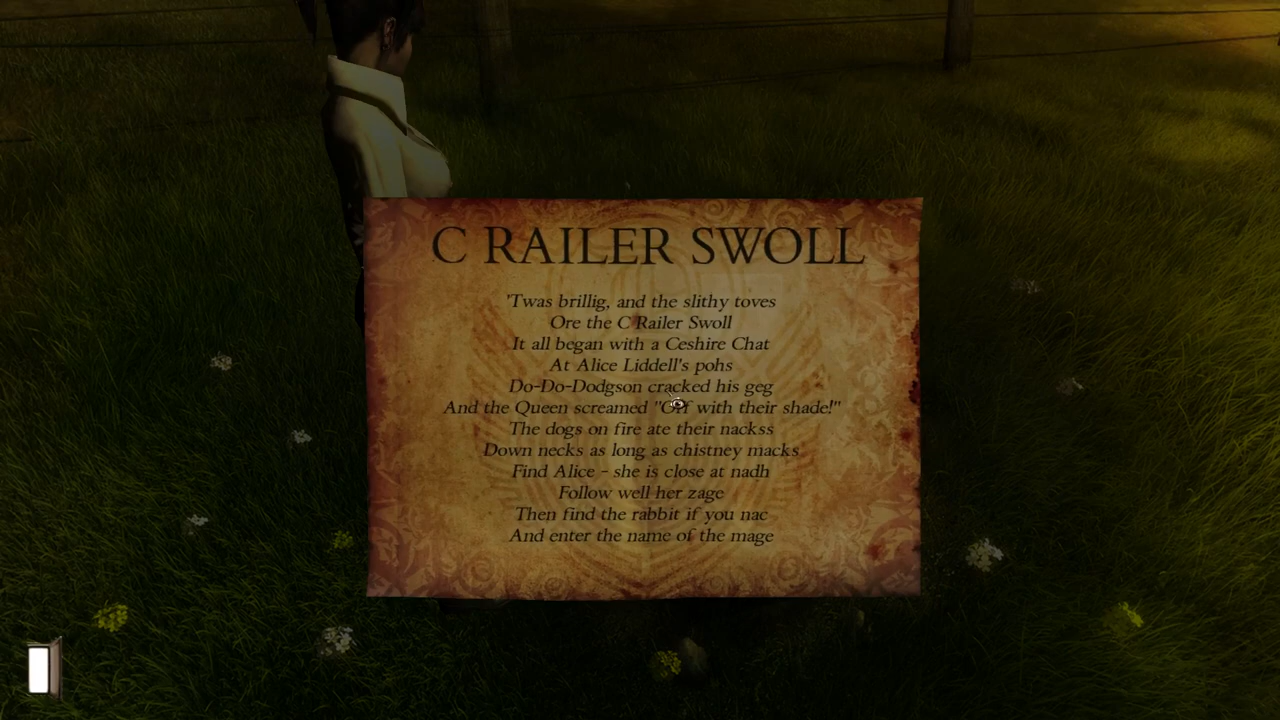 C RAILER SWOLL
'Twas brillig, and the slithy toves
Ore the C Railer Swoll
It all began with a Ceshire Chat
At Alice Liddell's pohs
Do-Do-Dodgson cracked his geg
And the Queen screamed "Off with their shade!"
The dogs on fire ate their nackss
Down necks as long as chistney macks
Find Alice - she is close at nadh
Follow well her zage
Then find the rabbit if you nac
And enter the name of the mage